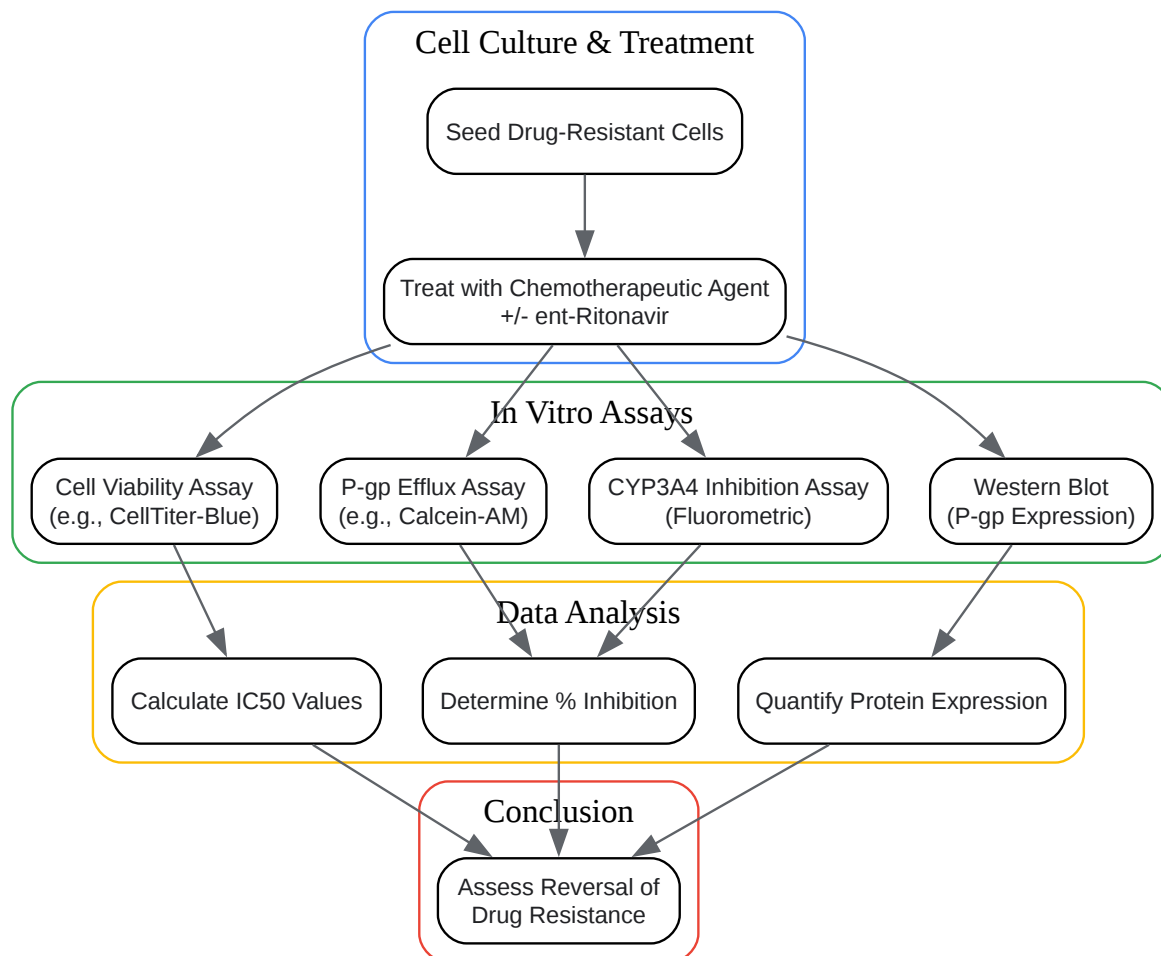 Cell Culture & Treatment
Seed Drug-Resistant Cells
Treat with Chemotherapeutic Agent
+/- ent-Ritonavir
In Vitro Assays
Cell Viability Assay
(e.g., CellTiter-Blue)
P-gp Efflux Assay
(e.g., Calcein-AM)
CYP3A4 Inhibition Assay
(Fluorometric)
Western Blot
(P-gp Expression)
Data Analysis
Calculate IC50 Values
Determine % Inhibition
Quantify Protein Expression
Conclusion
Assess Reversal of
Drug Resistance